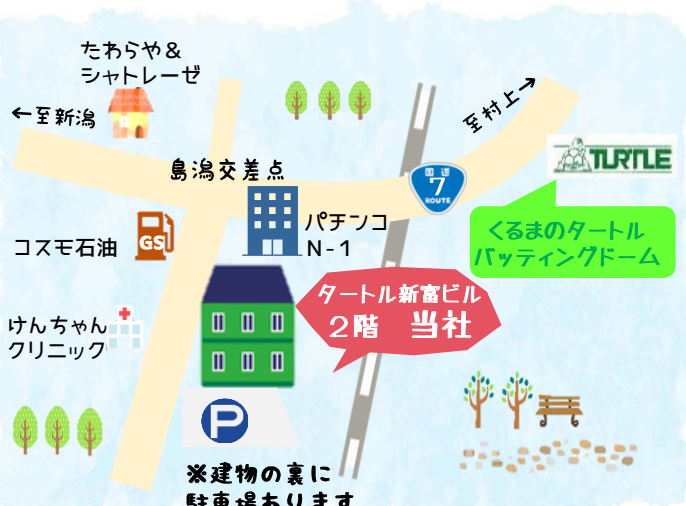 たわらや＆
シャトレーゼ
←至新潟
至村上→
島潟交差点
国道
7
ROUTE
TURTLE
くるまのタートル
バッティングドーム
パチンコ
N-1
GS
コスモ石油
タートル新富ビル
2階　当社
けんちゃん
クリニック
P
※建物の裏に
駐車場あります